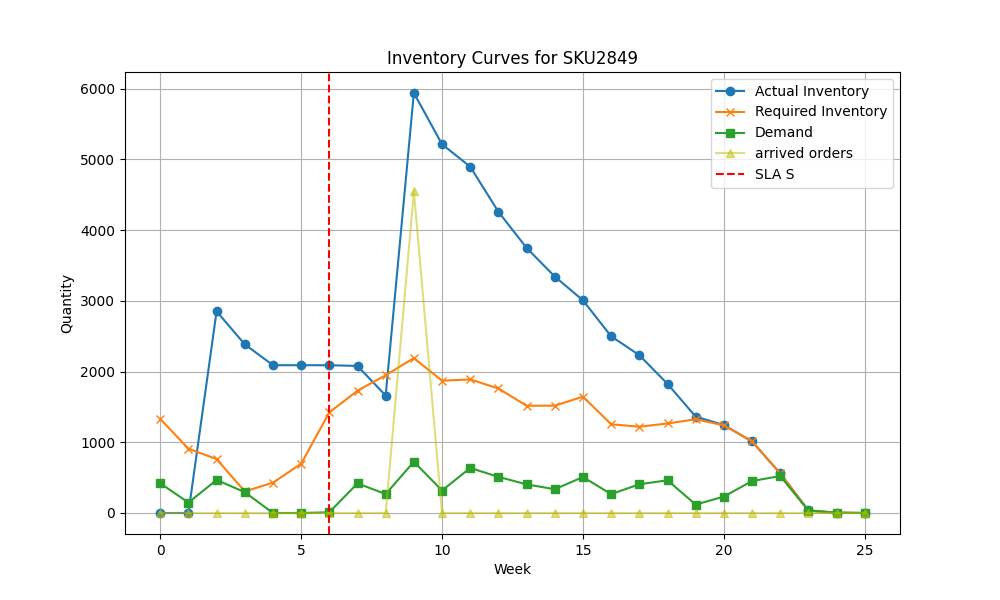 Inventory Curves for SKU2849
Actual Inventory
Required Inventory
Demand
arrived orders
SLA S
Quantity
6000
5000
4000
3000
2000
1000
0
0 5 10 15 20 25
Week